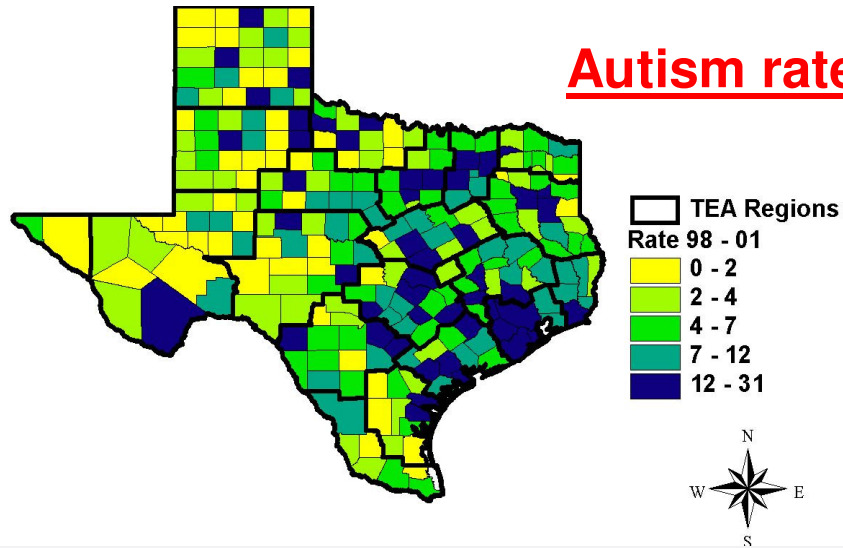 Autism rate
TEA Regions
Rate 98 - 01
0 - 2
2 - 4
4 - 7
7 - 12
12 - 31
N
W E
S